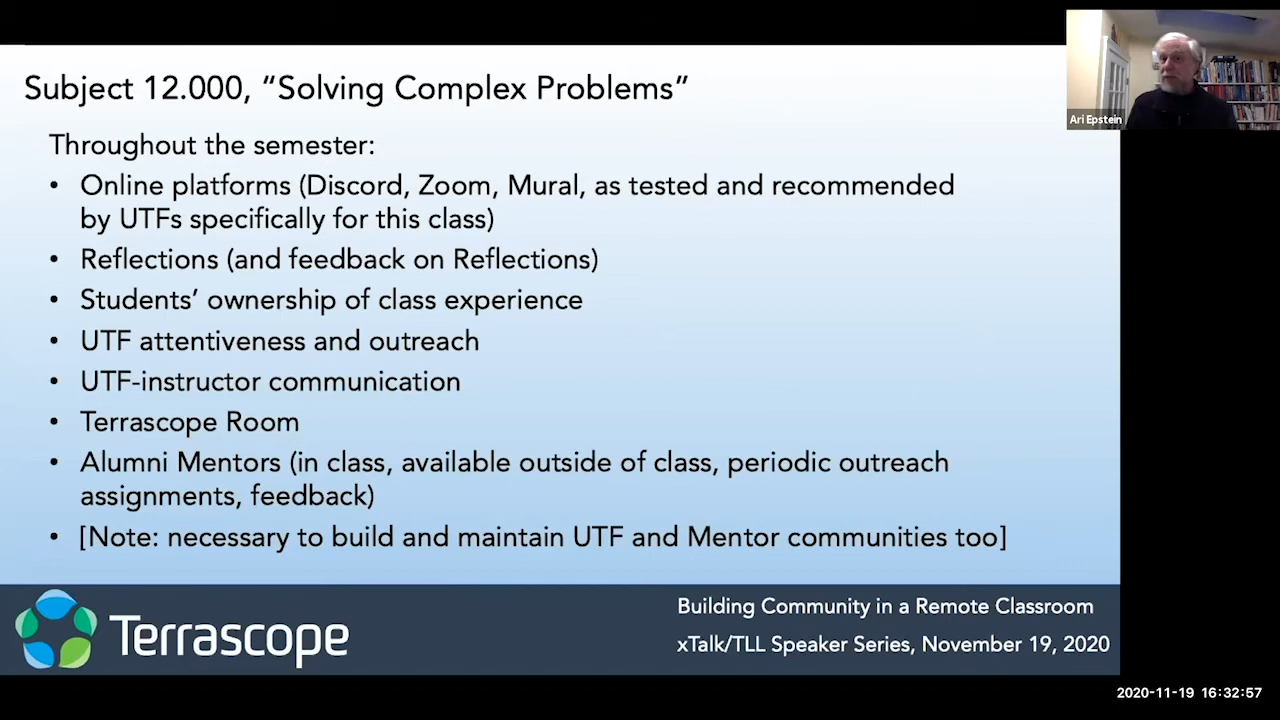 Subject 12.000, “Solving Complex Problems”
Throughout the semester:
• Online platforms (Discord, Zoom, Mural, as tested and recommended
by UTFs specifically for this class)
• Reflections (and feedback on Reflections)
• Students’ ownership of class experience
• UTF attentiveness and outreach
• UTF-instructor communication
• Terrascope Room
• Alumni Mentors (in class, available outside of class, periodic outreach
assignments, feedback)
• [Note: necessary to build and maintain UTF and Mentor communities too]
Terrascope
Building Community in a Remote Classroom
xTalk/TLL Speaker Series, November 19, 2020
Ari Epstein
2020-11-19 16:32:57